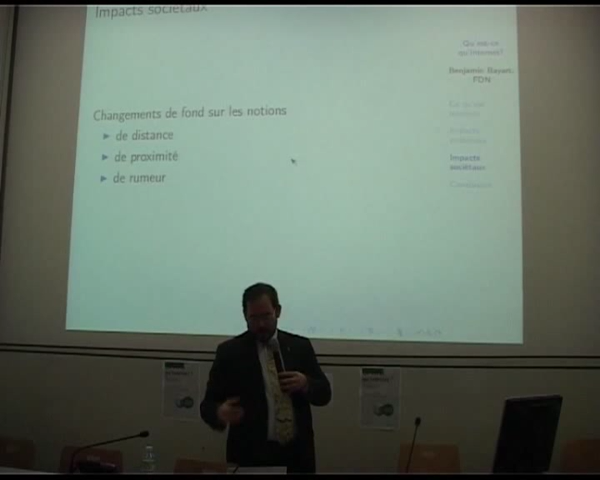 Impacts sociétaux
Qu'est-ce
qu'Internet?
Benjamin Bayart,
FDN
Changements de fond sur les notions
de distance
de proximité
de rumeur
Impacts
sociétaux
Conclusion